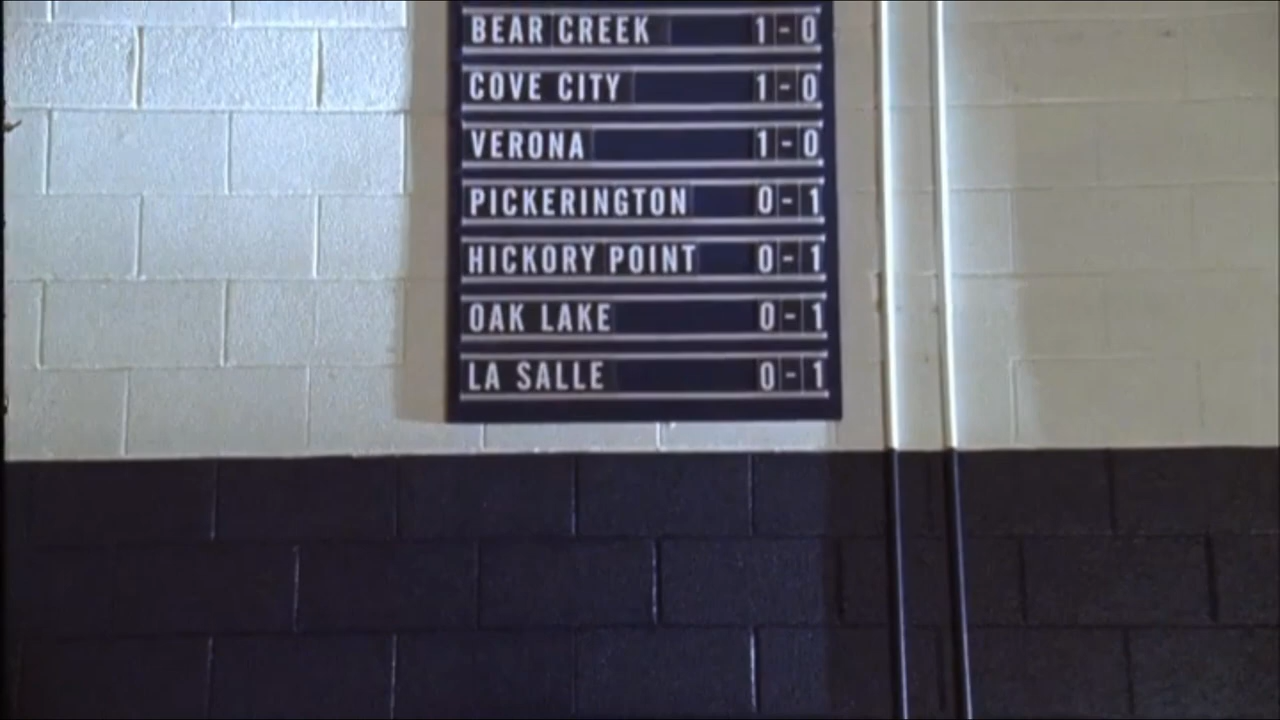 BEAR CREEK 1-0
COVE CITY 1-0
VERONA 1-0
PICKERINGTON 0-1
HICKORY POINT 0-1
OAK LAKE 0-1
LA SALLE 0-1